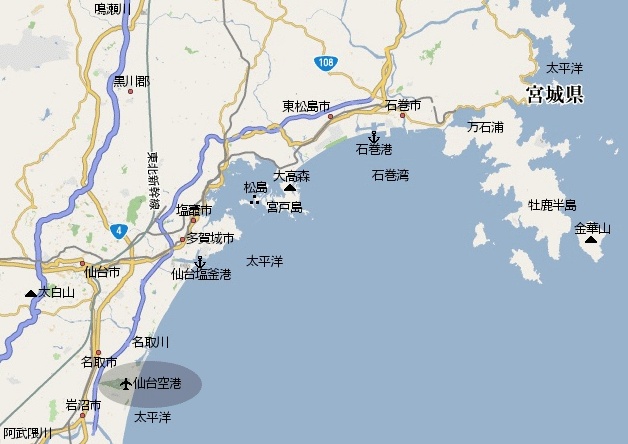 鳴瀬川
108
太平洋
黒川郡
宮城県
東松島市
石巻市
万石浦
石巻港
東北新幹線
大高森
石巻湾
松島
宮戸島
牡鹿半島
塩竈市
金華山
4
多賀城市
太平洋
仙台市
仙台塩釜港
太白山
名取川
名取市
仙台空港
岩沼市
太平洋
阿武隈川